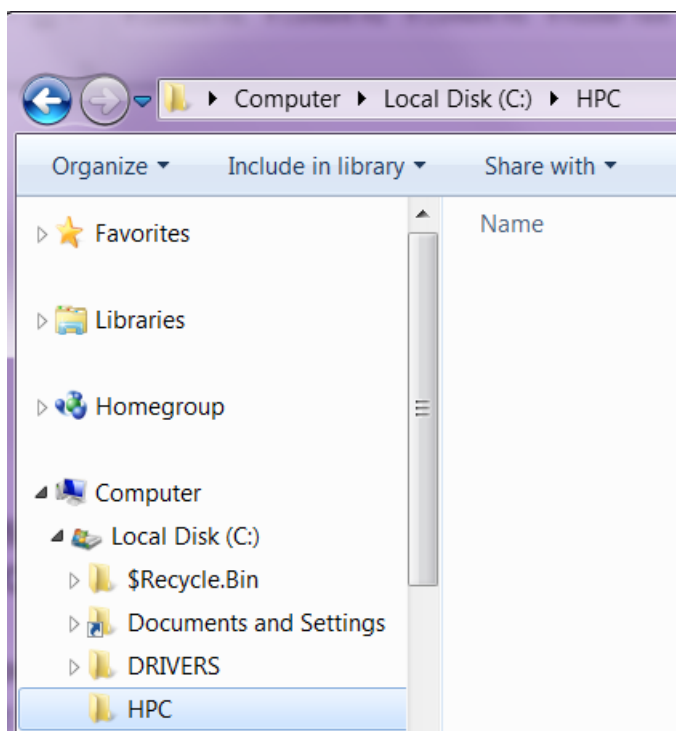 Computer Local Disk (C:) HPC
Organize Include in library Share with
Favorites
Name
Libraries
Homegroup
Computer
Local Disk (C:)
$Recycle.Bin
Documents and Settings
DRIVERS
HPC